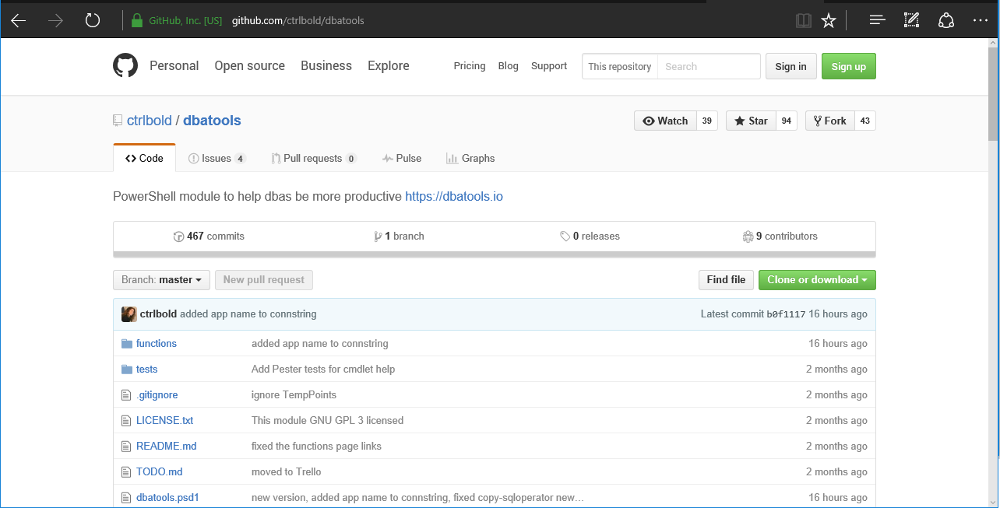 GitHub, Inc. [US] github.com/ctrlbold/dbatools
Personal Open source Business Explore Pricing Blog Support This repository Search Sign in Sign up
ctrlbold / dbatools Watch 39 Star 94 Fork 43
Code Issues 4 Pull requests 0 Pulse Graphs
PowerShell module to help dbas be more productive https://dbatools.io
467 commits 1 branch 0 releases 9 contributors
Branch: master New pull request Find file Clone or download
ctrlbold added app name to connstring Latest commit b0f1117 16 hours ago
functions added app name to connstring 16 hours ago
tests Add Pester tests for cmdlet help 2 months ago
.gitignore ignore TempPoints 2 months ago
LICENSE.txt This module GNU GPL 3 licensed 2 months ago
README.md fixed the functions page links 2 months ago
TODO.md moved to Trello 2 months ago
dbatools.psd1 new version, added app name to connstring, fixed copy-sqloperator new… 16 hours ago